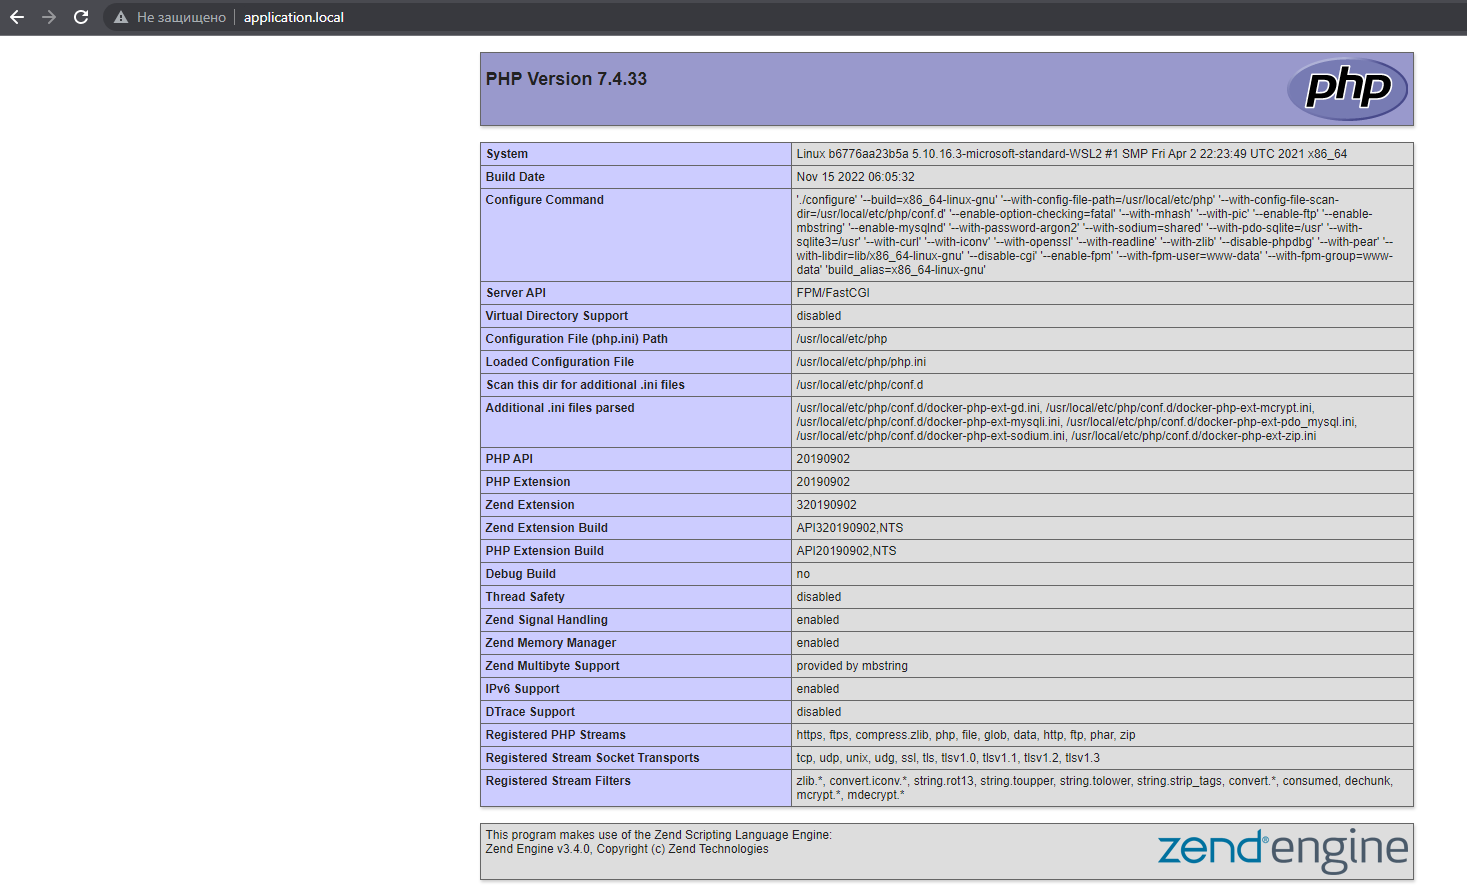 Не защищено application.local
PHP Version 7.4.33
php
System Linux b6776aa23b5a 5.10.16.3-microsoft-standard-WSL2 #1 SMP Fri Apr 2 22:23:49 UTC 2021 x86_64
Build Date Nov 15 2022 06:05:32
Configure Command './configure' '--build=x86_64-linux-gnu' '--with-config-file-path=/usr/local/etc/php' '--with-config-file-scan-
dir=/usr/local/etc/php/conf.d' '--enable-option-checking=fatal' '--with-mhash' '--with-pic' '--enable-ftp' '--enable-
mbstring' '--enable-mysqlnd' '--with-password-argon2' '--with-sodium=shared' '--with-pdo-sqlite=/usr' '--with-
sqlite3=/usr' '--with-curl' '--with-iconv' '--with-openssl' '--with-readline' '--with-zlib' '--disable-phpdbg' '--with-pear' '--
with-libdir=lib/x86_64-linux-gnu' '--disable-cgi' '--enable-fpm' '--with-fpm-user=www-data' '--with-fpm-group=www-
data' 'build_alias=x86_64-linux-gnu'
Server API FPM/FastCGI
Virtual Directory Support disabled
Configuration File (php.ini) Path /usr/local/etc/php
Loaded Configuration File /usr/local/etc/php/php.ini
Scan this dir for additional .ini files /usr/local/etc/php/conf.d
Additional .ini files parsed /usr/local/etc/php/conf.d/docker-php-ext-gd.ini, /usr/local/etc/php/conf.d/docker-php-ext-mcrypt.ini,
/usr/local/etc/php/conf.d/docker-php-ext-mysqli.ini, /usr/local/etc/php/conf.d/docker-php-ext-pdo_mysql.ini,
/usr/local/etc/php/conf.d/docker-php-ext-sodium.ini, /usr/local/etc/php/conf.d/docker-php-ext-zip.ini
PHP API 20190902
PHP Extension 20190902
Zend Extension 320190902
Zend Extension Build API320190902,NTS
PHP Extension Build API20190902,NTS
Debug Build no
Thread Safety disabled
Zend Signal Handling enabled
Zend Memory Manager enabled
Zend Multibyte Support provided by mbstring
IPv6 Support enabled
DTrace Support disabled
Registered PHP Streams https, ftps, compress.zlib, php, file, glob, data, http, ftp, phar, zip
Registered Stream Socket Transports tcp, udp, unix, udg, ssl, tls, tlsv1.0, tlsv1.1, tlsv1.2, tlsv1.3
Registered Stream Filters zlib.*, convert.iconv.*, string.rot13, string.toupper, string.tolower, string.strip_tags, convert.*, consumed, dechunk,
mcrypt.*, mdecrypt.*
This program makes use of the Zend Scripting Language Engine:
Zend Engine v3.4.0, Copyright (c) Zend Technologies
zend® engine